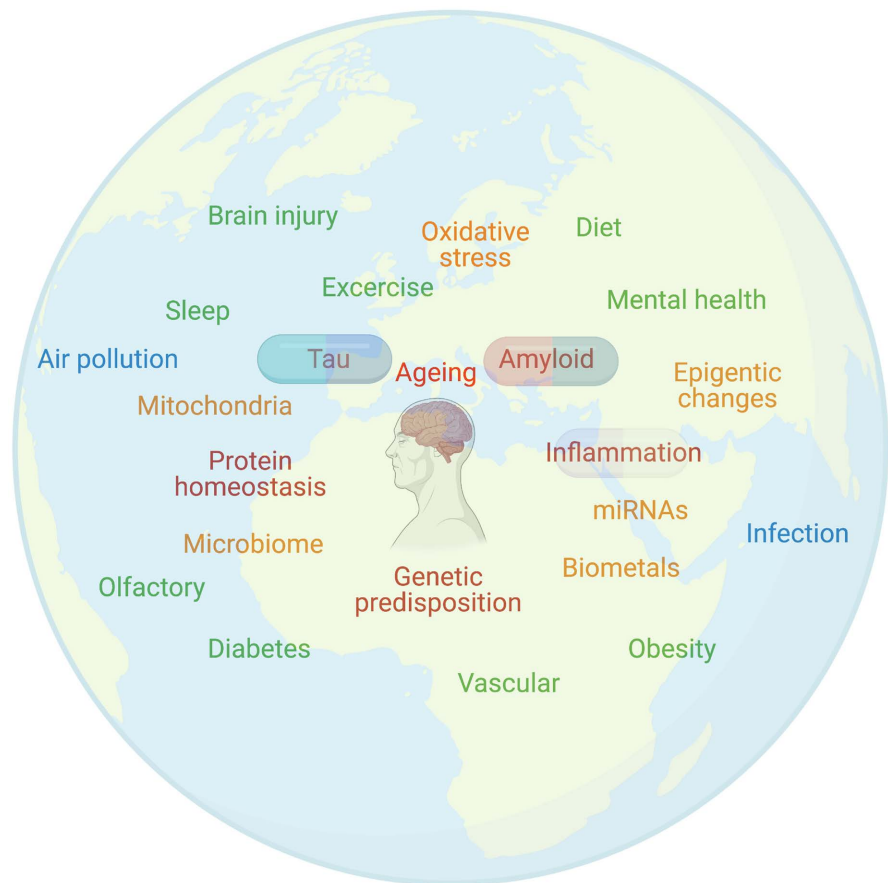 Brain injury
Oxidative
stress
Diet
Excercise
Mental health
Sleep
Air pollution
Tau
Ageing
Amyloid
Epigentic
changes
Mitochondria
Protein
homeostasis
Inflammation
miRNAs
Microbiome
Infection
Olfactory
Genetic
predisposition
Biometals
Diabetes
Obesity
Vascular